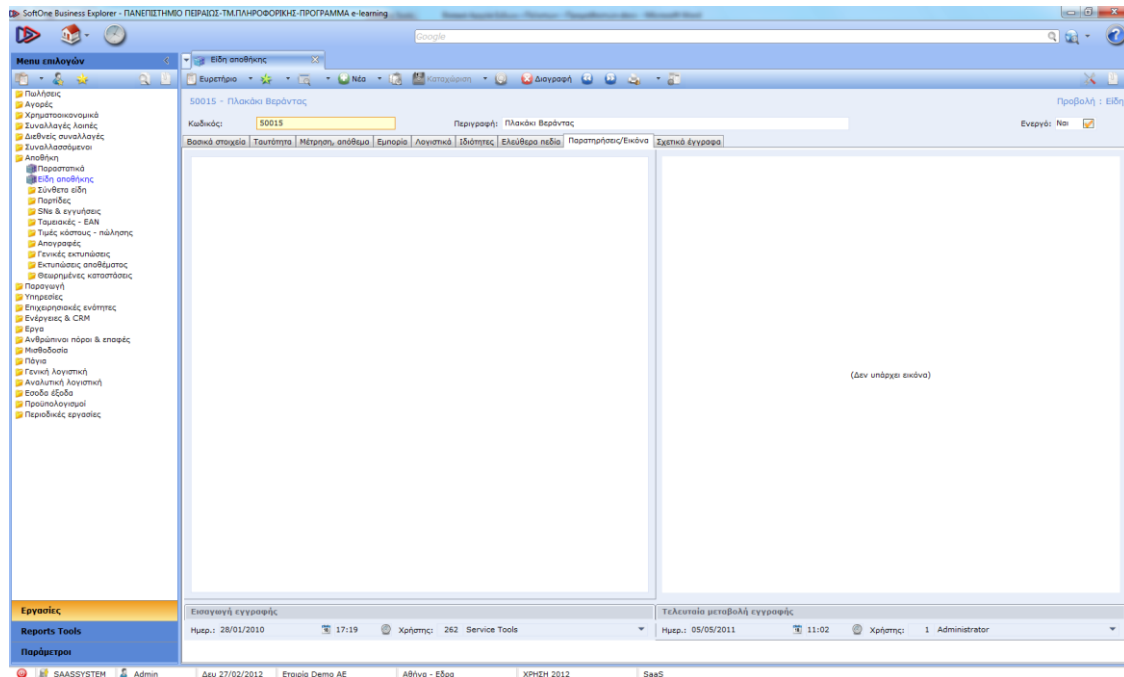 SoftOne Business Explorer - ΠΑΝΕΠΙΣΤΗΜΙΟ ΠΕΙΡΑΙΩΣ-ΤΜ.ΠΛΗΡΟΦΟΡΙΚΗΣ-ΠΡΟΓΡΑΜΜΑ e-learning
Google
Menu επιλογών
Είδη αποθήκης
Ευρετήριο
Νέα
Καταχώριση
Διαγραφή
Πωλήσεις
Αγορές
Χρηματοοικονομικά
Συναλλαγές λοιπές
Διεθνείς συναλλαγές
Συναλλασσόμενοι
Αποθήκη
Παραστατικά
Είδη αποθήκης
Σύνθετα είδη
Παρτίδες
SNs & εγγυήσεις
Ταμειακές - EAN
Τιμές κόστους - πώλησης
Απογραφές
Γενικές εκτυπώσεις
Εκτυπώσεις αποθέματος
Θεωρημένες καταστάσεις
Παραγωγή
Υπηρεσίες
Επιχειρησιακές ενότητες
Ενέργειες & CRM
Εργα
Ανθρώπινοι πόροι & επαφές
Μισθοδοσία
Πάγια
Γενική λογιστική
Αναλυτική λογιστική
Εσοδα έξοδα
Προϋπολογισμοί
Περιοδικές εργασίες
50015 - Πλακάκι Βεράντας
Προβολή : Είδη
Κωδικός: 50015
Περιγραφή: Πλακάκι Βεράντας
Ενεργό: Ναι
Βασικά στοιχεία Ταυτότητα Μέτρηση, απόθεμα Εμπορία Λογιστικά Ιδιότητες Ελεύθερα πεδία Παρατηρήσεις/Εικόνα Σχετικά έγγραφα
(Δεν υπάρχει εικόνα)
Εργασίες
Reports Tools
Παράμετροι
Εισαγωγή εγγραφής
Ημερ.: 28/01/2010 17:19 Χρήστης: 262 Service Tools
Τελευταία μεταβολή εγγραφής
Ημερ.: 05/05/2011 11:02 Χρήστης: 1 Administrator
SAASSYSTEM Admin Δευ 27/02/2012 Εταιρία Demo ΑΕ Αθήνα - Εδρα ΧΡΗΣΗ 2012 SaaS